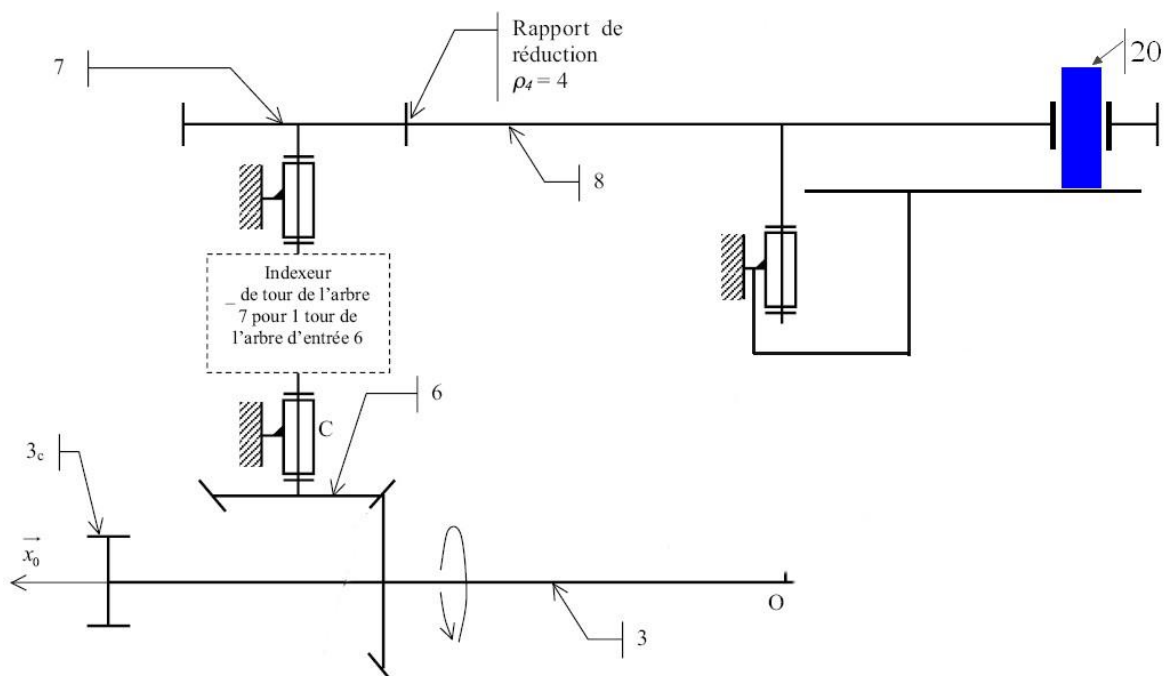 Rapport de
réduction
ρ4 = 4
20
7
8
Indexeur
_ de tour de l'arbre
7 pour 1 tour de
l'arbre d'entrée 6
6
C
3c
x0
O
3